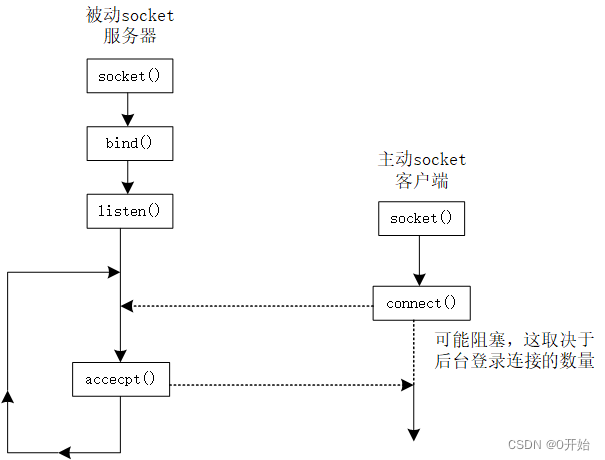 被动socket
服务器
socket()
bind()
listen()
主动socket
客户端
socket()
connect()
可能阻塞，这取决于
后台登录连接的数量
accecpt()
CSDN @0开始